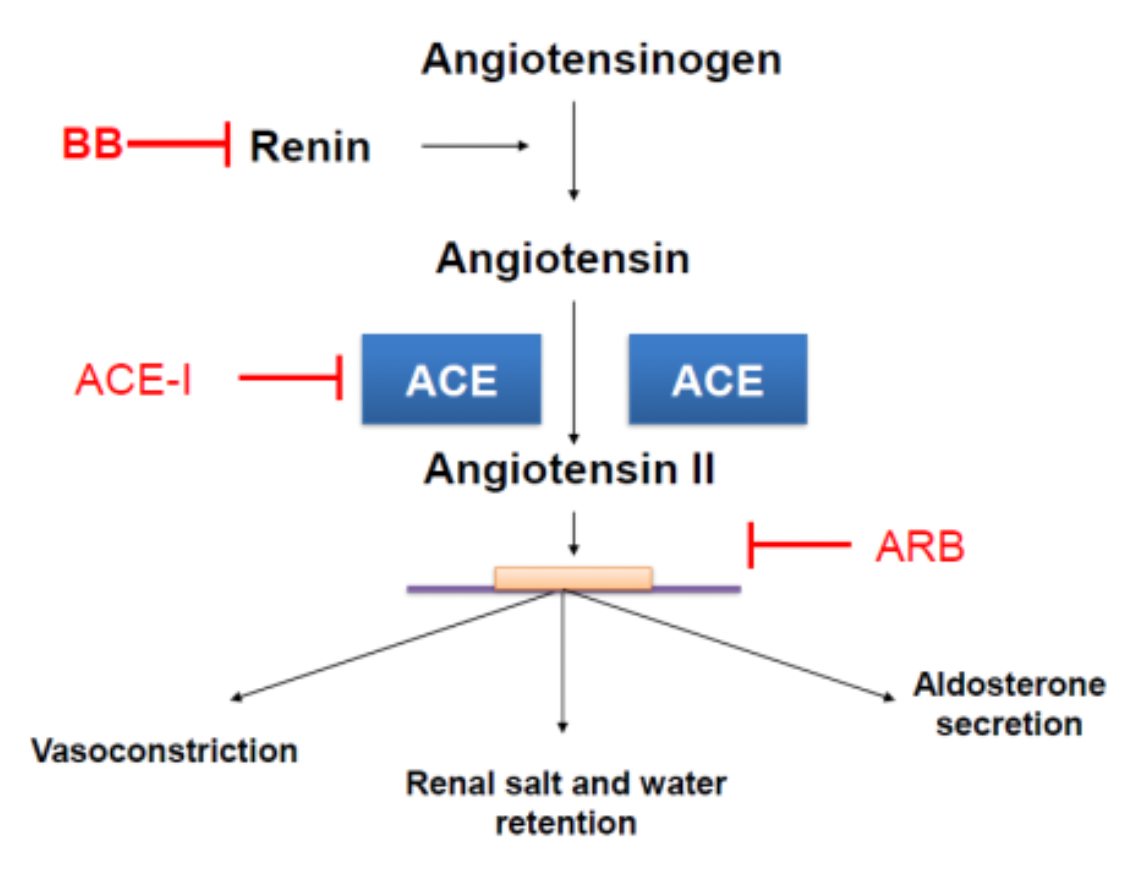 Angiotensinogen
BB
Renin
Angiotensin
ACE-I
ACE
ACE
Angiotensin II
ARB
Aldosterone
secretion
Vasoconstriction
Renal salt and water
retention